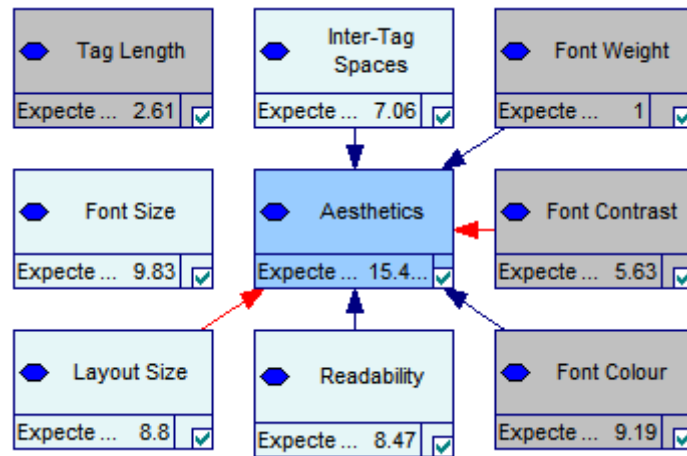 Tag Length
Expecte ... 2.61
Inter-Tag
Spaces
Expecte ... 7.06
Font Weight
Expecte ... 1
Font Size
Expecte ... 9.83
Aesthetics
Expecte ... 15.4...
Font Contrast
Expecte ... 5.63
Layout Size
Expecte ... 8.8
Readability
Expecte ... 8.47
Font Colour
Expecte ... 9.19